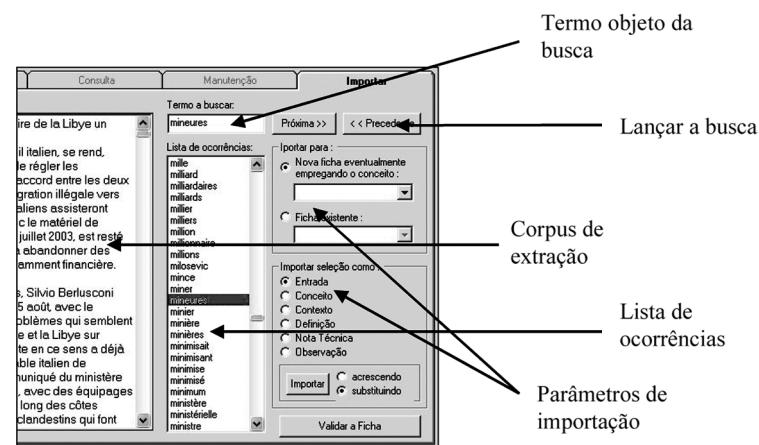 Termo objeto da
busca
Consulta
Manutenção
Importar
Termo a buscar:
mineures
Próxima >>
<< Precedente
Lançar a busca
ire de la Libye un
il italien, se rend,
le régler les
accord entre les deux
gration illégale vers
aliens assisteront
c le matériel de
juillet 2003, est resté
à abandonner des
amment financière.
s, Silvio Berlusconi
5 août, avec le
oblèmes qui semblent
e et la Libye sur
te en ce sens a déjà
ble italien de
muniqué du ministère
, avec des équipages
long des côtes
clandestins qui font
Lista de ocorrências:
mille
milliard
milliardaires
milliards
millier
milliers
million
millionnaire
millions
milosevic
mince
miner
mineures
minier
minière
minières
minimisait
minimisant
minimise
minimisé
minimum
ministère
ministérielle
ministre
Iportar para :
Nova ficha eventualmente
empregando o conceito :
Ficha existente :
Importar seleção como :
Entrada
Conceito
Contexto
Definição
Nota Técnica
Observação
Importar
acrescendo
substituindo
Validar a Ficha
Corpus de
extração
Lista de
ocorrências
Parâmetros de
importação